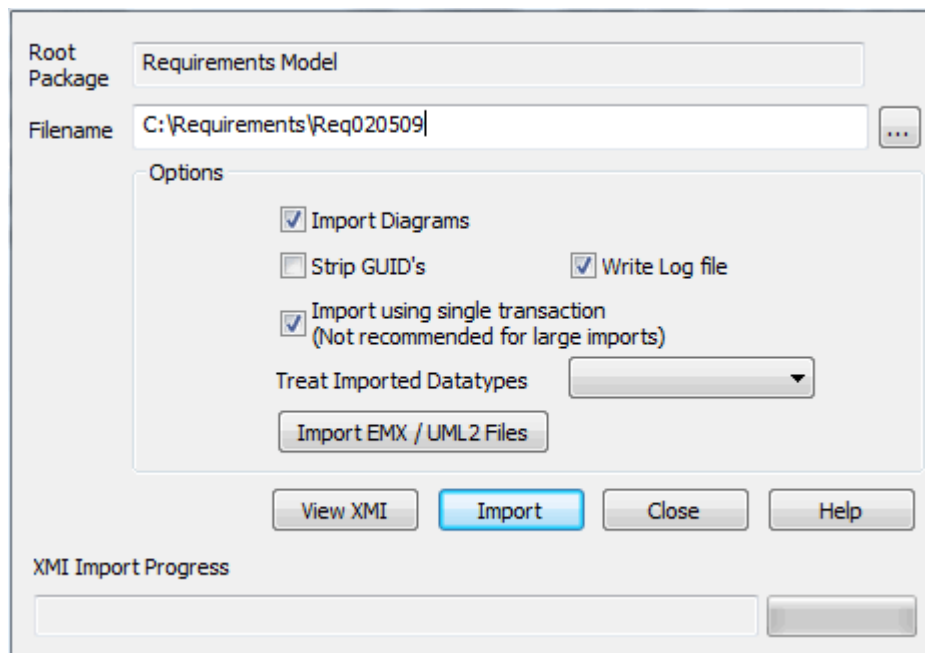 Root
Package
Requirements Model
Filename
C:\Requirements\Req020509
...
Options
Import Diagrams
Strip GUID's
Write Log file
Import using single transaction
(Not recommended for large imports)
Treat Imported Datatypes
Import EMX / UML2 Files
View XMI
Import
Close
Help
XMI Import Progress